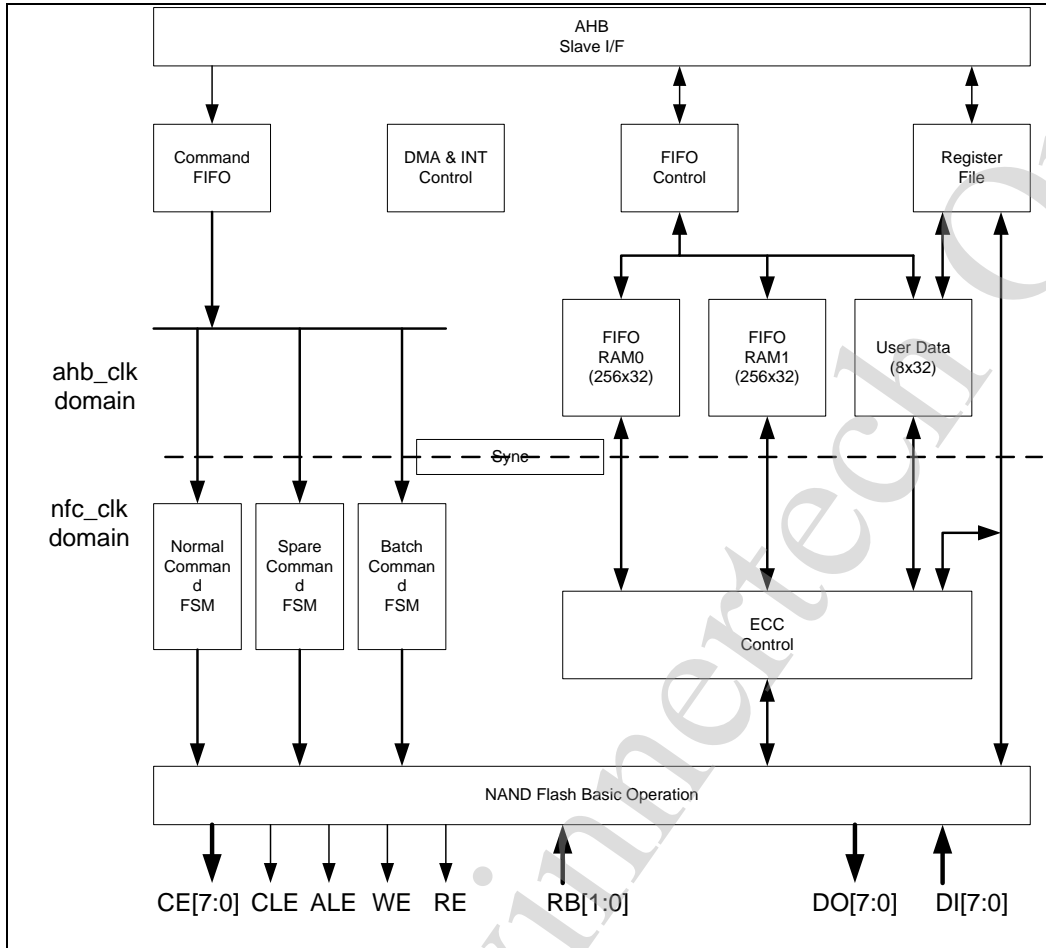 AHB
Slave I/F
Command
FIFO
DMA & INT
Control
FIFO
Control
Register
File
FIFO
RAM0
(256x32)
FIFO
RAM1
(256x32)
User Data
(8x32)
ahb_clk
domain
Sync
nfc_clk
domain
Normal
Comman
d
FSM
Spare
Comman
d
FSM
Batch
Comman
d
FSM
ECC
Control
NAND Flash Basic Operation
CE[7:0] CLE ALE WE RE RB[1:0] DO[7:0] DI[7:0]
winnertech O